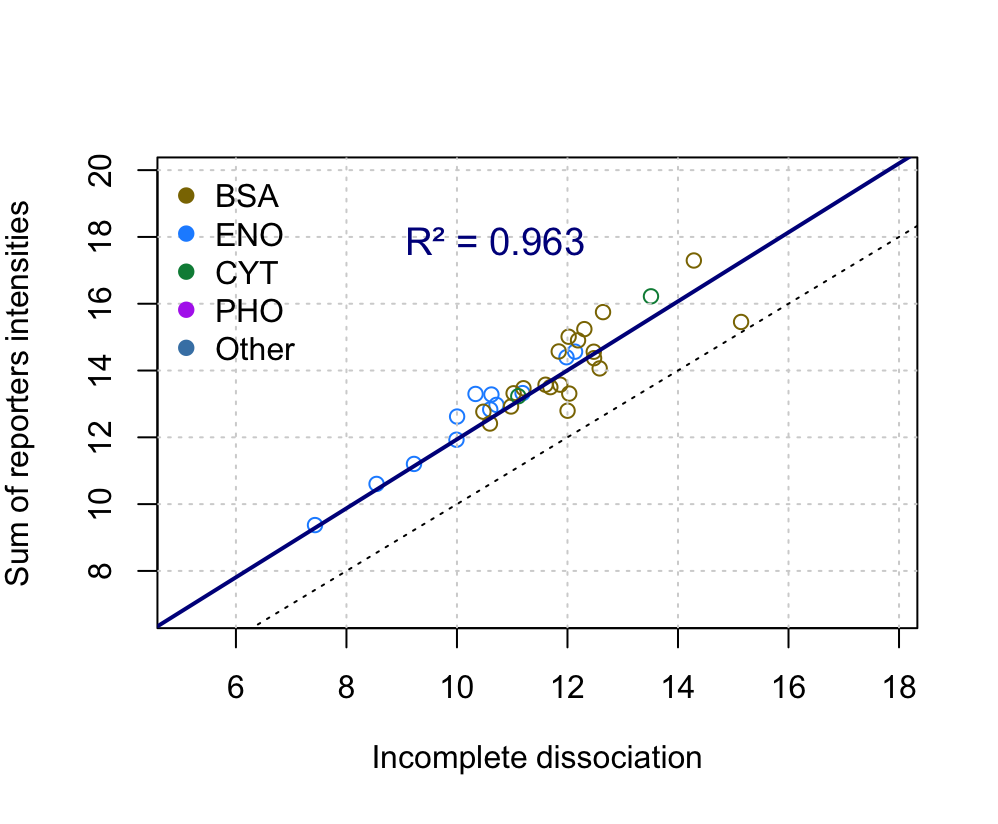 BSA
ENO
CYT
PHO
Other
R² = 0.963
Sum of reporters intensities
20
18
16
14
12
10
8
6 8 10 12 14 16 18
Incomplete dissociation